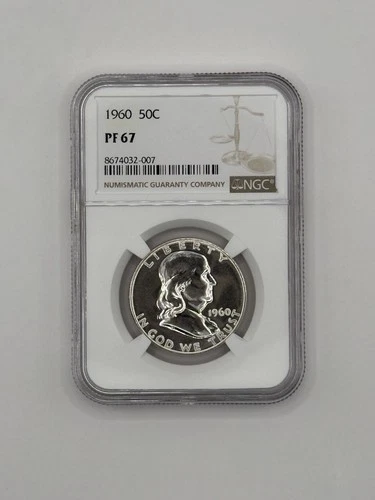 1960 50C
PF 67
8674032-007
NUMISMATIC GUARANTY COMPANY NGC
LIBERTY
1960
IN GOD WE TRUST